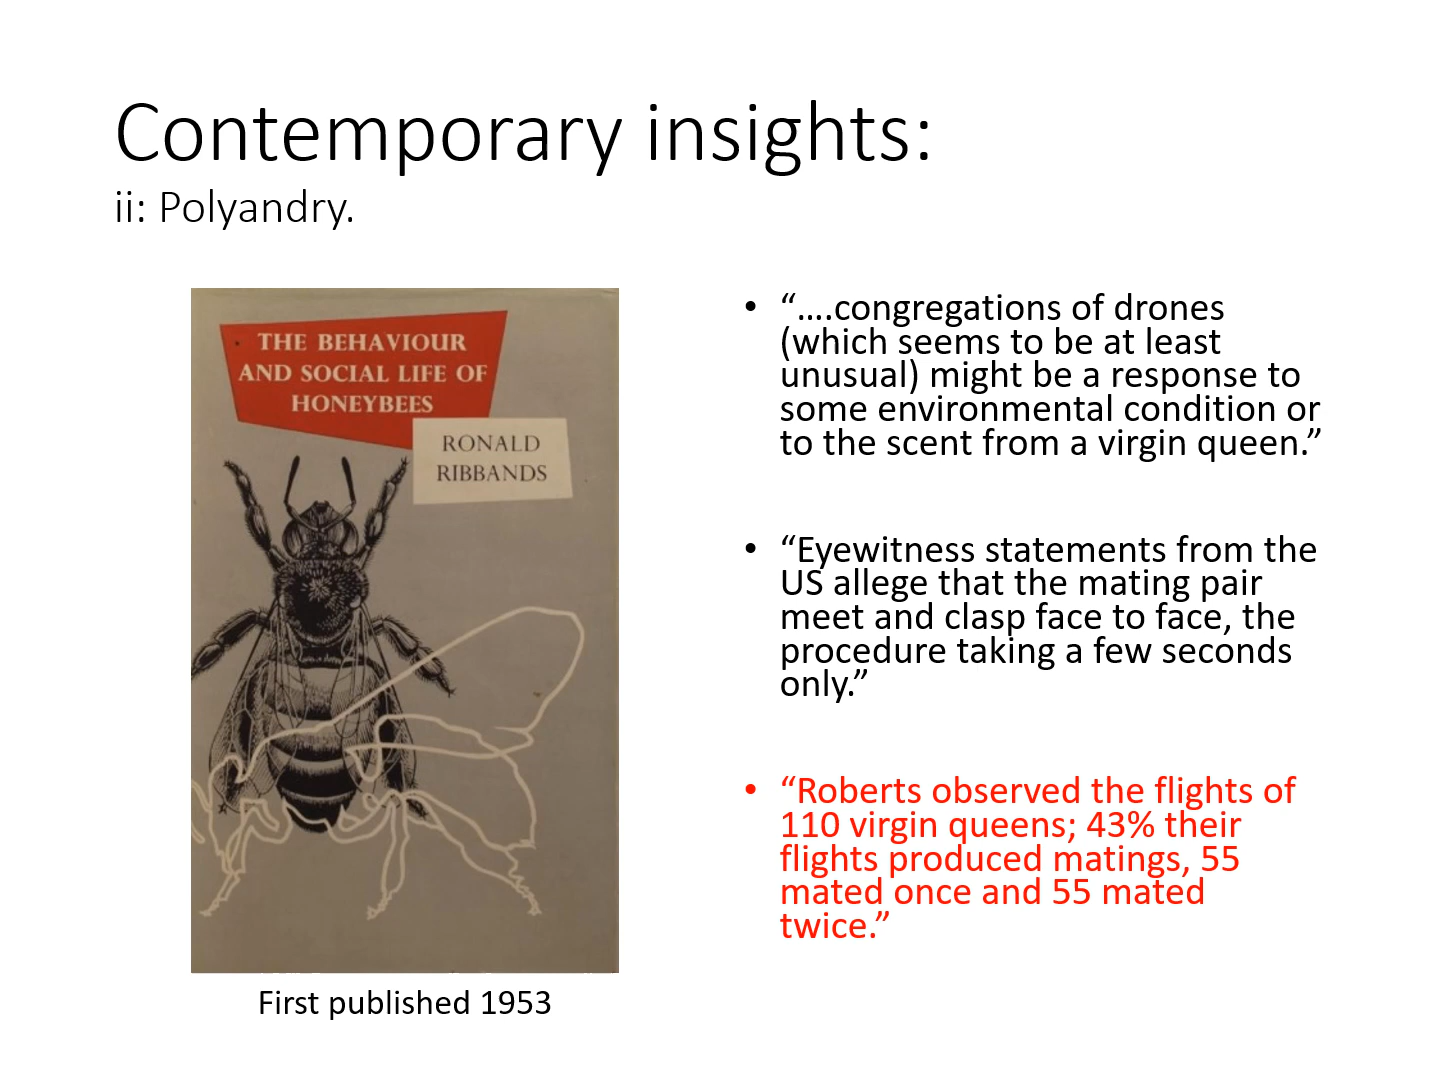 Contemporary insights:
ii: Polyandry.
THE BEHAVIOUR
AND SOCIAL LIFE OF
HONEYBEES
RONALD
RIBBANDS
First published 1953
• “….congregations of drones
(which seems to be at least
unusual) might be a response to
some environmental condition or
to the scent from a virgin queen.”
• “Eyewitness statements from the
US allege that the mating pair
meet and clasp face to face, the
procedure taking a few seconds
only.”
• “Roberts observed the flights of
110 virgin queens; 43% their
flights produced matings, 55
mated once and 55 mated
twice.”